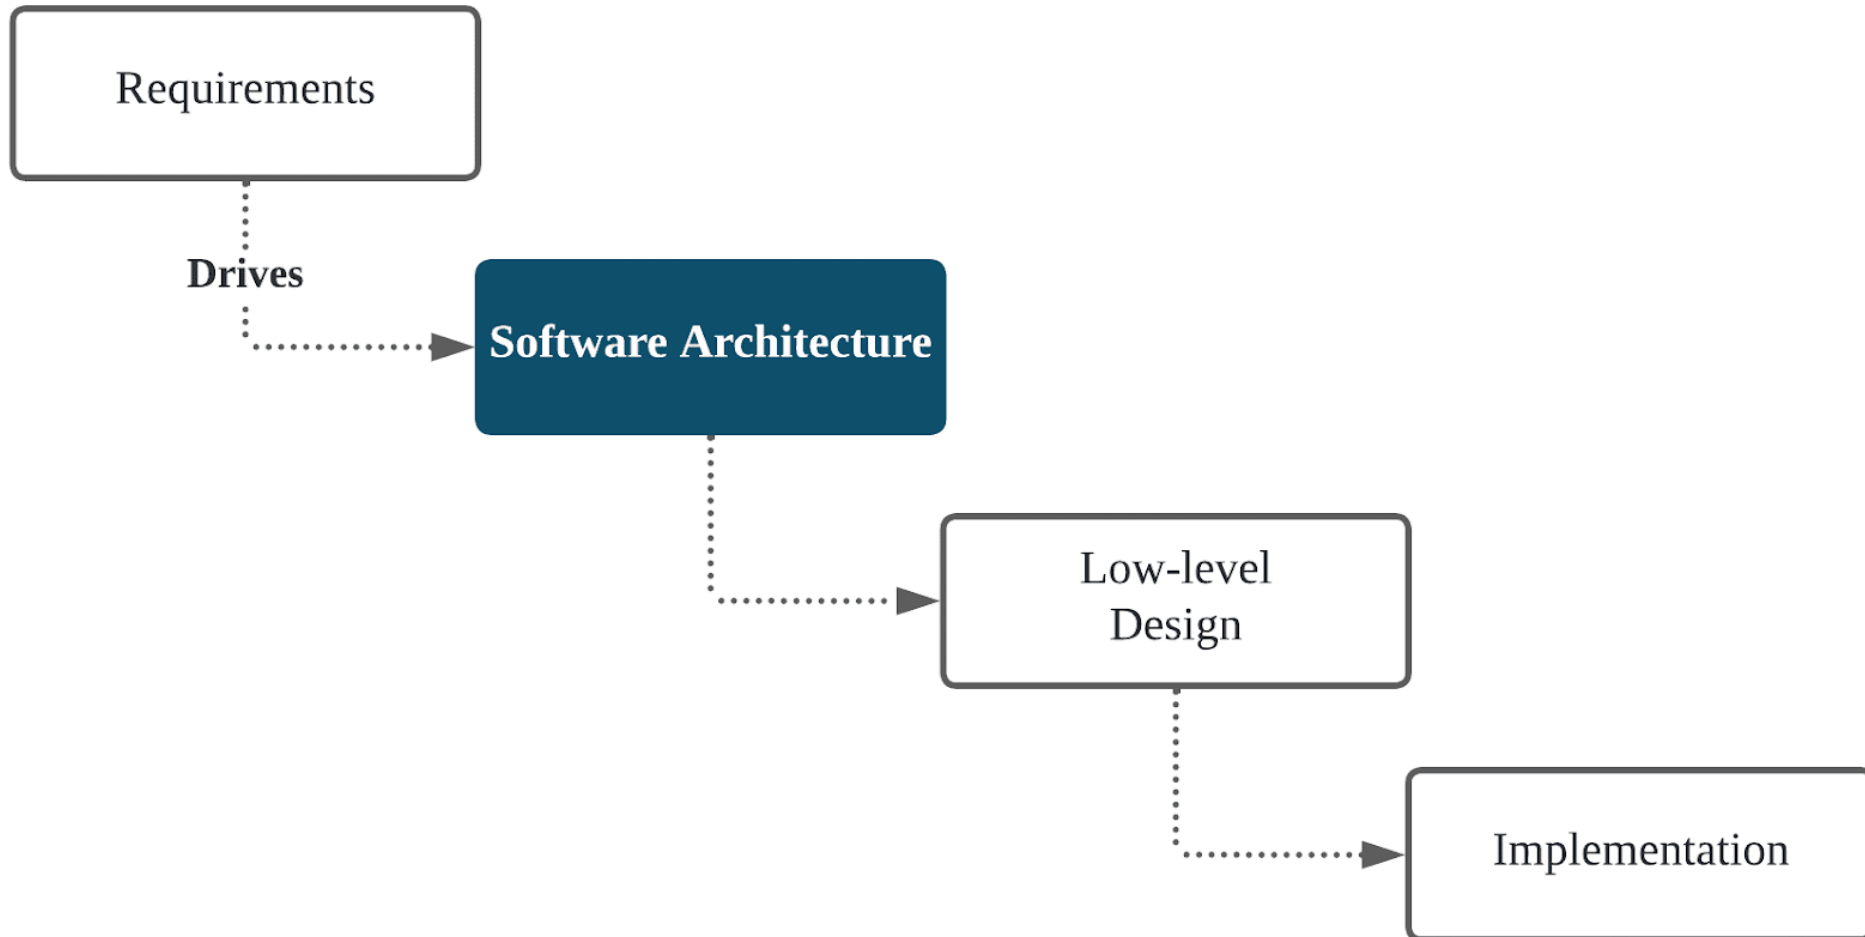 Requirements
Drives
Software Architecture
Low-level
Design
Implementation